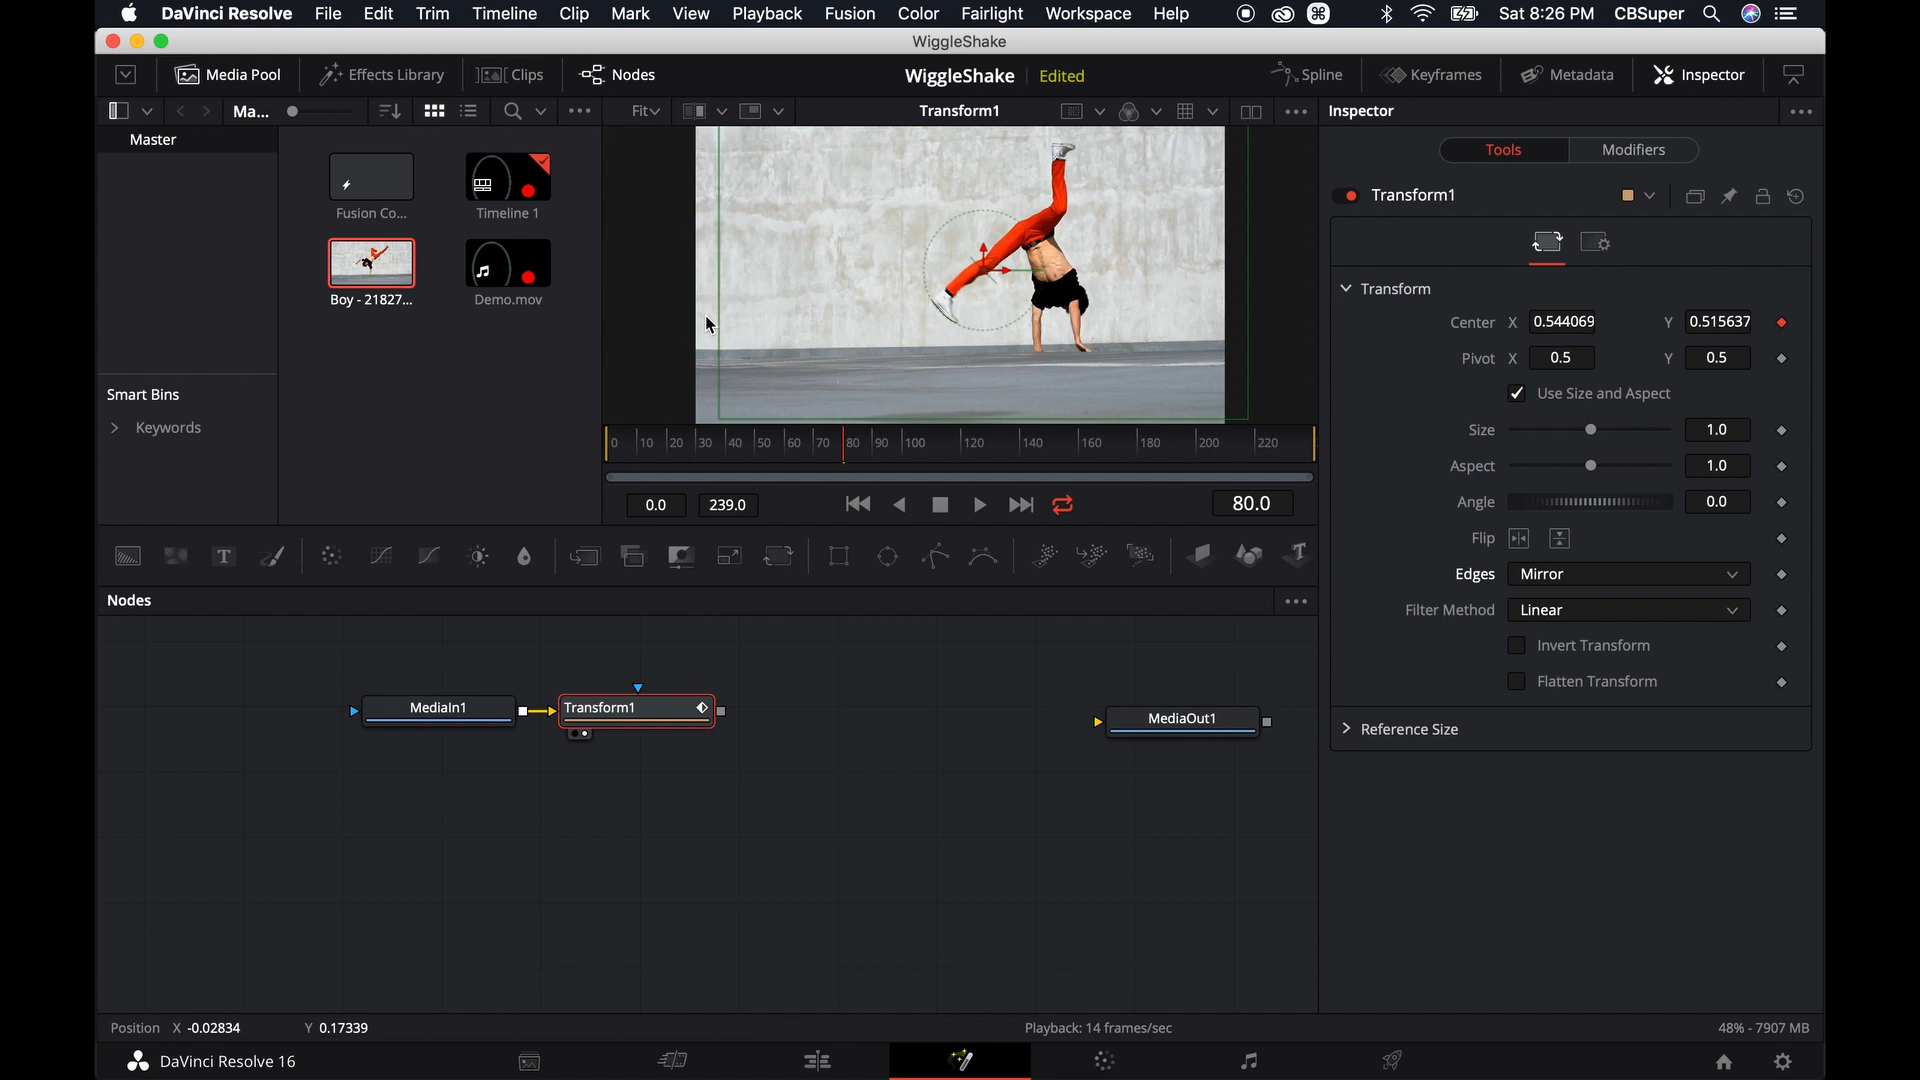 DaVinci Resolve File Edit Trim Timeline Clip Mark View Playback Fusion Color Fairlight Workspace Help Sat 8:26 PM CBSuper
WiggleShake
Media Pool Effects Library Clips Nodes WiggleShake Edited Spline Keyframes Metadata Inspector
Ma... Fit Transform1 Inspector
Master
Tools Modifiers
Transform1
Fusion Co... Timeline 1
Boy - 21827... Demo.mov
Transform
Center X 0.544069 Y 0.515637
Pivot X 0.5 Y 0.5
Use Size and Aspect
Size 1.0
Aspect 1.0
Angle 0.0
Flip
Edges Mirror
Filter Method Linear
Invert Transform
Flatten Transform
Reference Size
Smart Bins
Keywords
0 10 20 30 40 50 60 70 80 90 100 120 140 160 180 200 220
0.0 239.0 80.0
T T
Nodes
MediaIn1 Transform1 MediaOut1
Position X -0.02834 Y 0.17339 Playback: 14 frames/sec 48% - 7907 MB
DaVinci Resolve 16